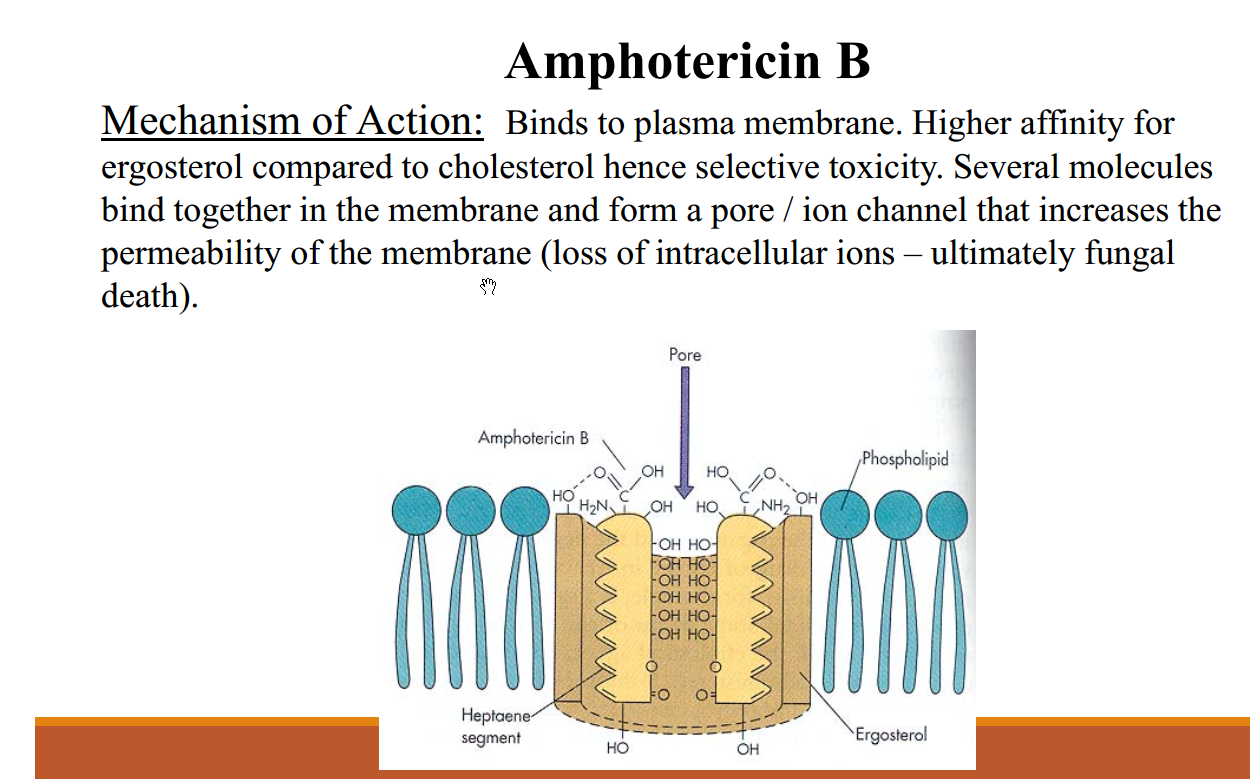 Amphotericin B
Mechanism of Action: Binds to plasma membrane. Higher affinity for
ergosterol compared to cholesterol hence selective toxicity. Several molecules
bind together in the membrane and form a pore / ion channel that increases the
permeability of the membrane (loss of intracellular ions – ultimately fungal
death).
Pore
Amphotericin B
Phospholipid
O OH HO O
HO C C OH
H₂N OH HO NH₂
OH HO
OH HO
OH HO
OH HO
OH HO
OH HO
O O
O O
Heptaene
segment
Ergosterol
HO OH